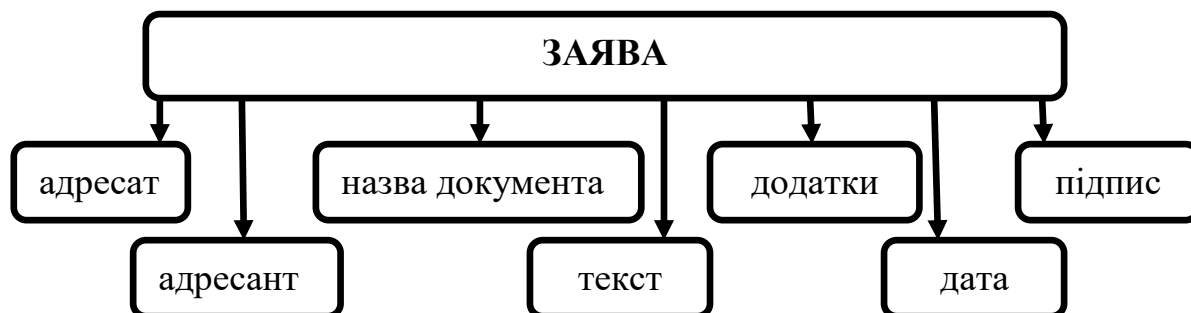 ЗАЯВА
адресат
назва документа
додатки
підпис
адресант
текст
дата